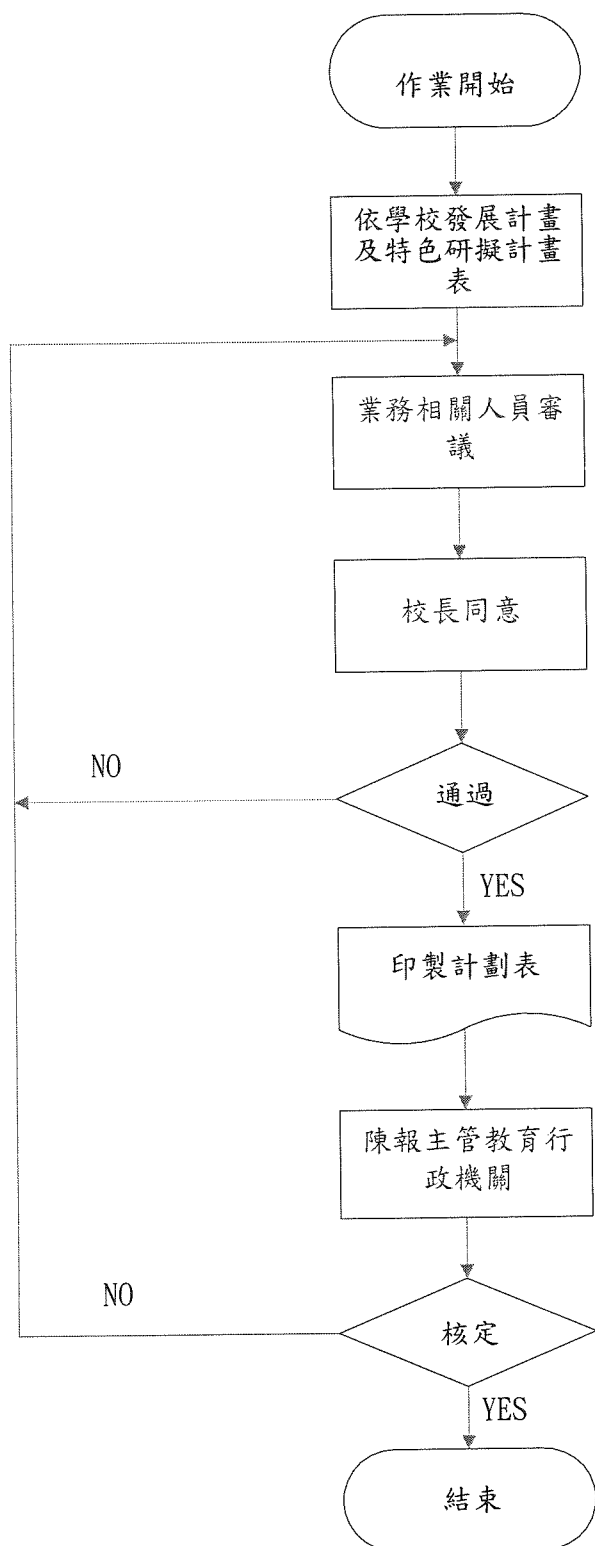 作業開始
依學校發展計畫
及特色研擬計畫
表
業務相關人員審
議
校長同意
NO
通過
YES
印製計劃表
陳報主管教育行
政機關
NO
核定
YES
結束